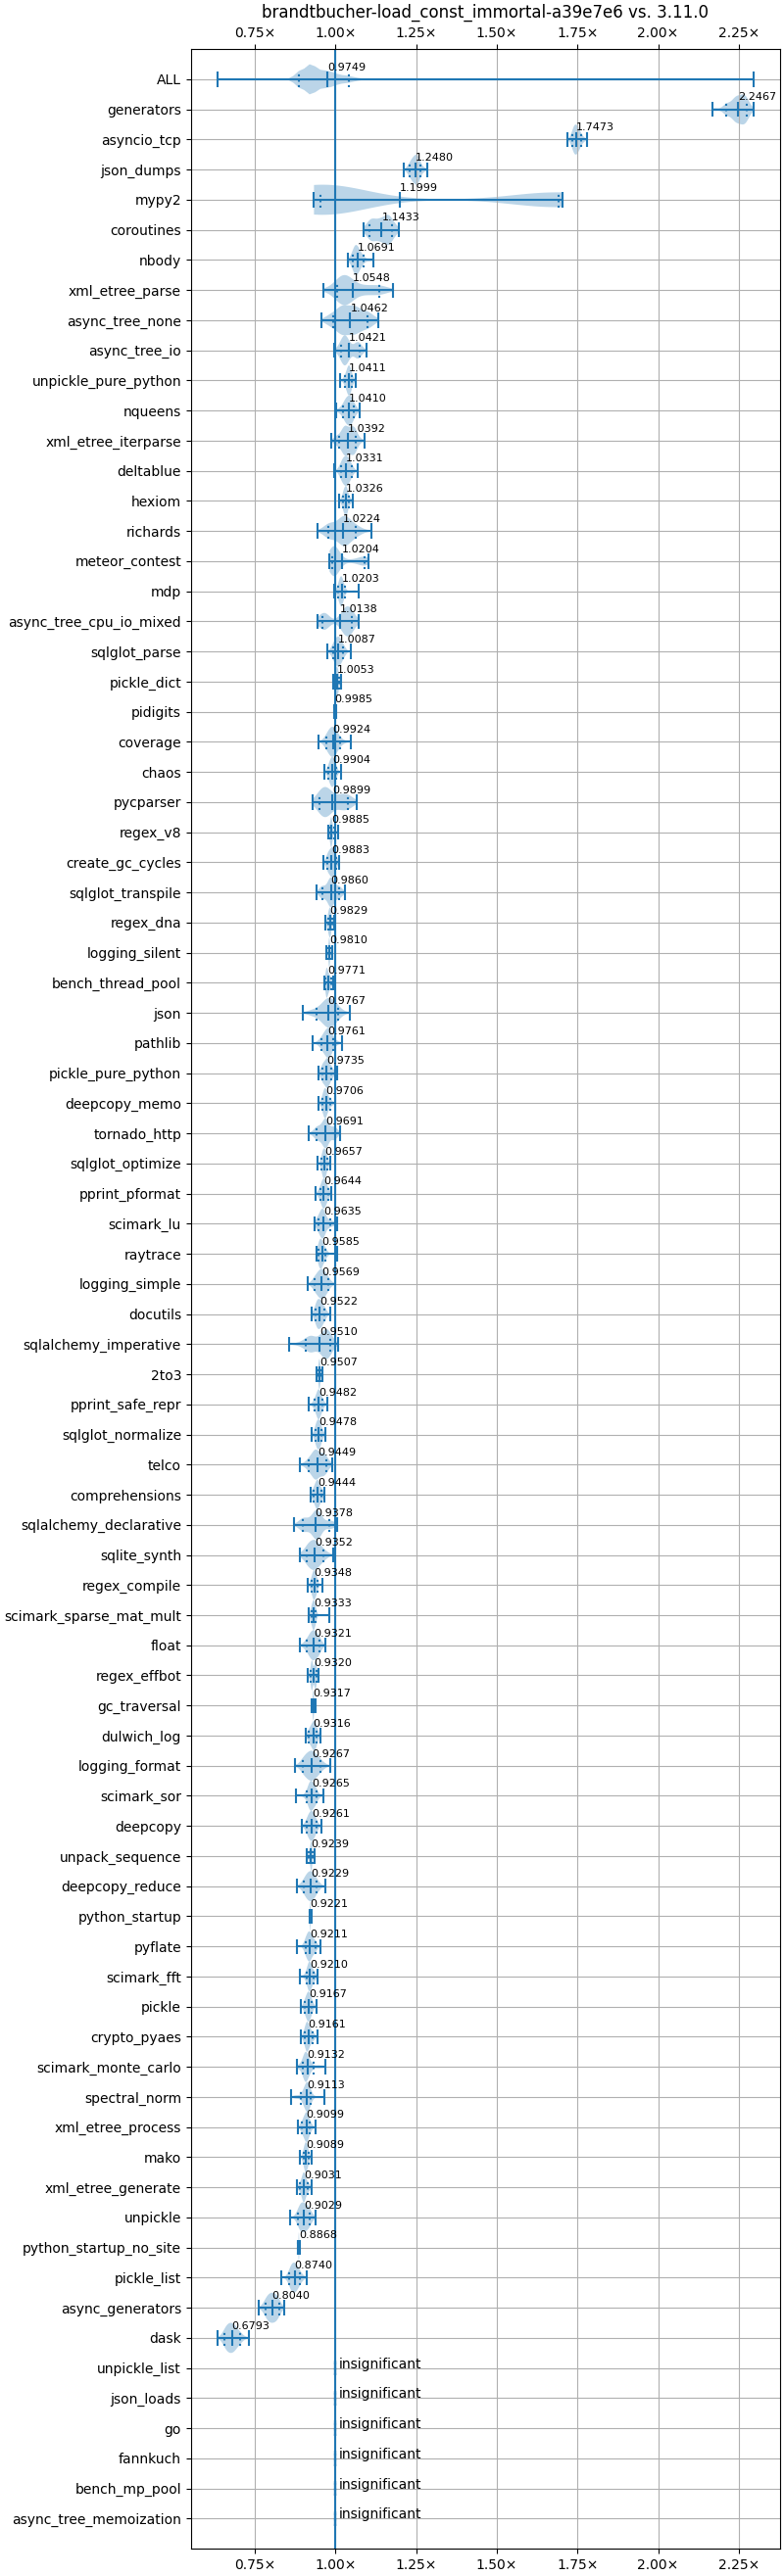 brandtbucher-load_const_immortal-a39e7e6 vs. 3.11.0
0.75× 1.00× 1.25× 1.50× 1.75× 2.00× 2.25×
ALL 0.9749
generators 2.2467
asyncio_tcp 1.7473
json_dumps 1.2480
mypy2 1.1999
coroutines 1.1433
nbody 1.0691
xml_etree_parse 1.0548
async_tree_none 1.0462
async_tree_io 1.0421
unpickle_pure_python 1.0411
nqueens 1.0410
xml_etree_iterparse 1.0392
deltablue 1.0331
hexiom 1.0326
richards 1.0224
meteor_contest 1.0204
mdp 1.0203
async_tree_cpu_io_mixed 1.0138
sqlglot_parse 1.0087
pickle_dict 1.0053
pidigits 0.9985
coverage 0.9924
chaos 0.9904
pycparser 0.9899
regex_v8 0.9885
create_gc_cycles 0.9883
sqlglot_transpile 0.9860
regex_dna 0.9829
logging_silent 0.9810
bench_thread_pool 0.9771
json 0.9767
pathlib 0.9761
pickle_pure_python 0.9735
deepcopy_memo 0.9706
tornado_http 0.9691
sqlglot_optimize 0.9657
pprint_pformat 0.9644
scimark_lu 0.9635
raytrace 0.9585
logging_simple 0.9569
docutils 0.9522
sqlalchemy_imperative 0.9510
2to3 0.9507
pprint_safe_repr 0.9482
sqlglot_normalize 0.9478
telco 0.9449
comprehensions 0.9444
sqlalchemy_declarative 0.9378
sqlite_synth 0.9352
regex_compile 0.9348
scimark_sparse_mat_mult 0.9333
float 0.9321
regex_effbot 0.9320
gc_traversal 0.9317
dulwich_log 0.9316
logging_format 0.9267
scimark_sor 0.9265
deepcopy 0.9261
unpack_sequence 0.9239
deepcopy_reduce 0.9229
python_startup 0.9221
pyflate 0.9211
scimark_fft 0.9210
pickle 0.9167
crypto_pyaes 0.9161
scimark_monte_carlo 0.9132
spectral_norm 0.9113
xml_etree_process 0.9099
mako 0.9089
xml_etree_generate 0.9031
unpickle 0.9029
python_startup_no_site 0.8868
pickle_list 0.8740
async_generators 0.8040
dask 0.6793
unpickle_list insignificant
json_loads insignificant
go insignificant
fannkuch insignificant
bench_mp_pool insignificant
async_tree_memoization insignificant
0.75× 1.00× 1.25× 1.50× 1.75× 2.00× 2.25×